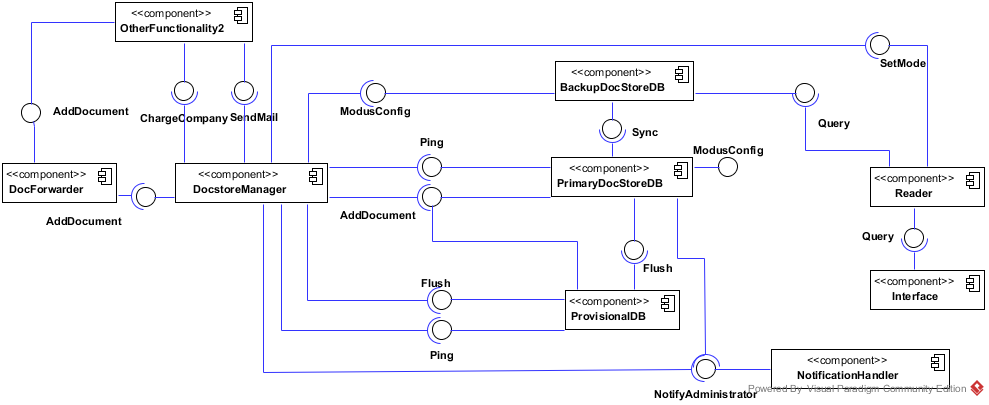 <<component>>
OtherFunctionality2
SetMode
<<component>>
BackupDocStoreDB
AddDocument
ChargeCompany
SendMail
ModusConfig
Query
Sync
Ping
ModusConfig
<<component>>
DocForwarder
<<component>>
DocstoreManager
<<component>>
PrimaryDocStoreDB
<<component>>
Reader
AddDocument
AddDocument
Query
Flush
<<component>>
Interface
Flush
<<component>>
ProvisionalDB
Ping
<<component>>
NotificationHandler
NotifyAdministrator
Powered By Visual Paradigm Community Edition